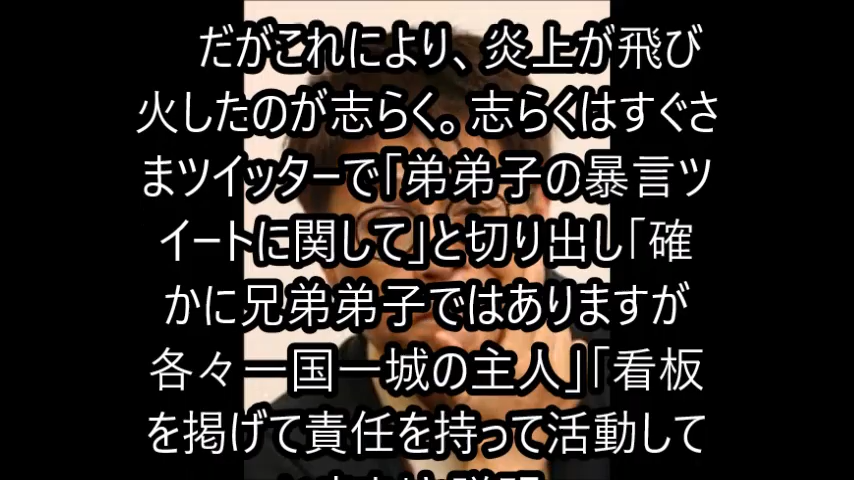 だがこれにより、炎上が飛び
火したのが志らく。志らくはすぐさ
まツイッターで「弟弟子の暴言ツ
イートに関して」と切り出し「確
かに兄弟弟子ではありますが
各々一国一城の主人」「看板
を掲げて責任を持って活動して